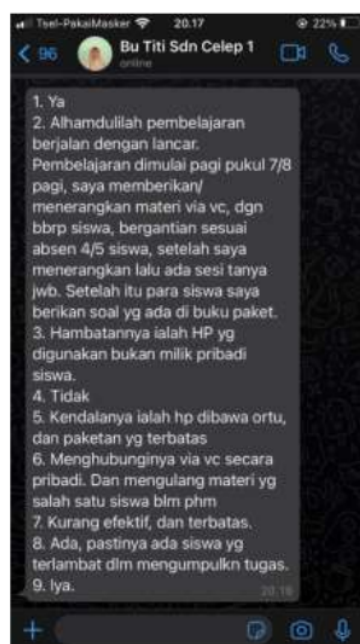 Tsel-PakaiMasker 20.17 22%
96 Bu Titi Sdn Celep 1
online
1. Ya
2. Alhamdulilah pembelajaran
berjalan dengan lancar.
Pembelajaran dimulai pagi pukul 7/8
pagi, saya memberikan/
menerangkan materi via vc, dgn
bbrp siswa, bergantian sesuai
absen 4/5 siswa, setelah saya
menerangkan lalu ada sesi tanya
jwb. Setelah itu para siswa saya
berikan soal yg ada di buku paket.
3. Hambatannya ialah HP yg
digunakan bukan milik pribadi
siswa.
4. Tidak
5. Kendalanya ialah hp dibawa ortu,
dan paketan yg terbatas
6. Menghubunginya via vc secara
pribadi. Dan mengulang materi yg
salah satu siswa blm phm
7. Kurang efektif, dan terbatas.
8. Ada, pastinya ada siswa yg
terlambat dlm mengumpulkn tugas.
9. Iya.
20.16